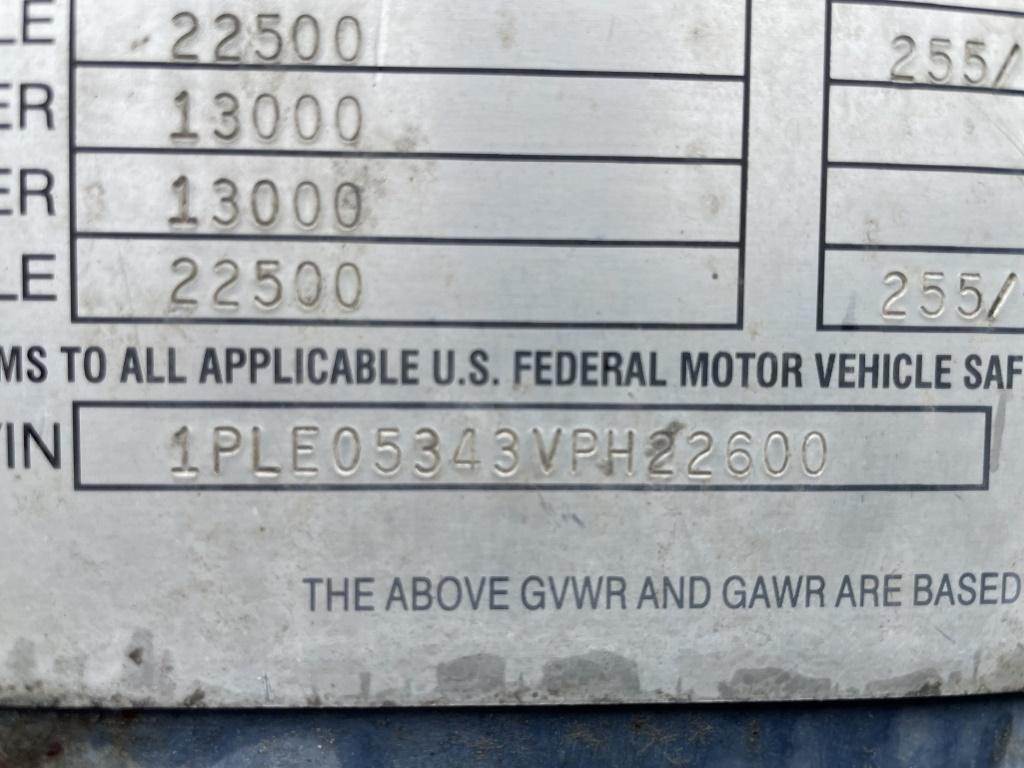 LE 22500 255/
ER 13000
ER 13000
LE 22500 255/
MS TO ALL APPLICABLE U.S. FEDERAL MOTOR VEHICLE SAF
VIN 1PLE05343VPH22600
THE ABOVE GVWR AND GAWR ARE BASED